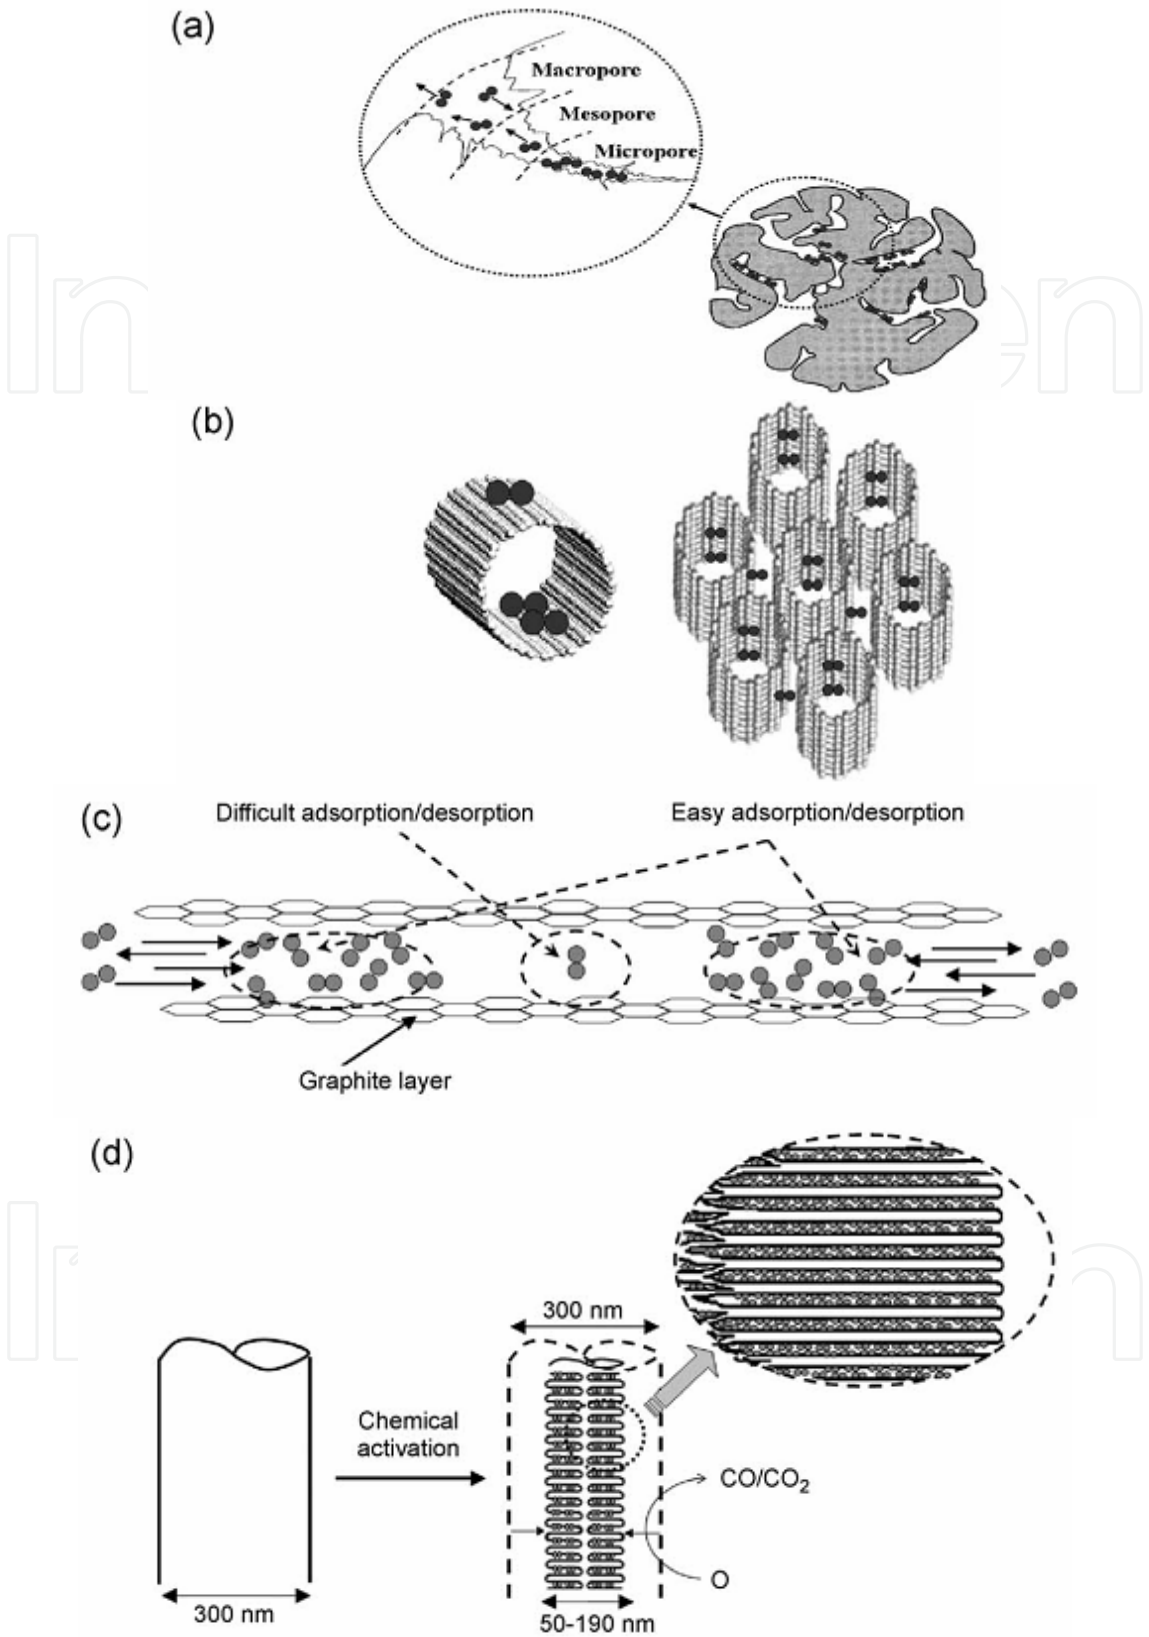 (a)
Macropore
Mesopore
Micropore
(b)
(c)
Difficult adsorption/desorption
Easy adsorption/desorption
Graphite layer
(d)
300 nm
Chemical
activation
CO/CO₂
O
300 nm
50-190 nm